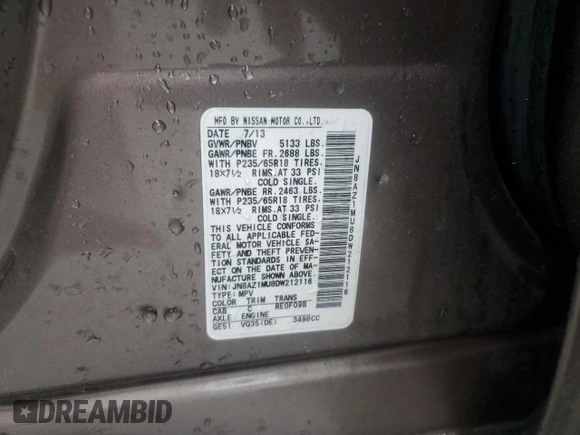 MFG BY NISSAN MOTOR CO.,LTD.
DATE 7/13
GVWR/PNBV 5133 LBS.
GAWR/PNBE FR. 2688 LBS.
WITH P235/65R18 TIRES.
18X7½ RIMS. AT 33 PSI
COLD SINGLE.
GAWR/PNBE RR. 2463 LBS.
WITH P235/65R18 TIRES.
18X7½ RIMS. AT 33 PSI
COLD SINGLE.
THIS VEHICLE CONFORMS
TO ALL APPLICABLE FED-
ERAL MOTOR VEHICLE SA-
FETY AND THEFT PREVEN-
TION STANDARDS IN EFF-
ECT ON THE DATE OF MA-
NUFACTURE SHOWN ABOVE.
VIN: JN8AZ1MU8DW212116
TYPE: MPV
COLOR TRIM TRANS
CAB C RE0F09B
AXLE ENGINE
GE51 VQ35(DE) 3498CC
JN8AZ1MU8DW212116
DREAMBID